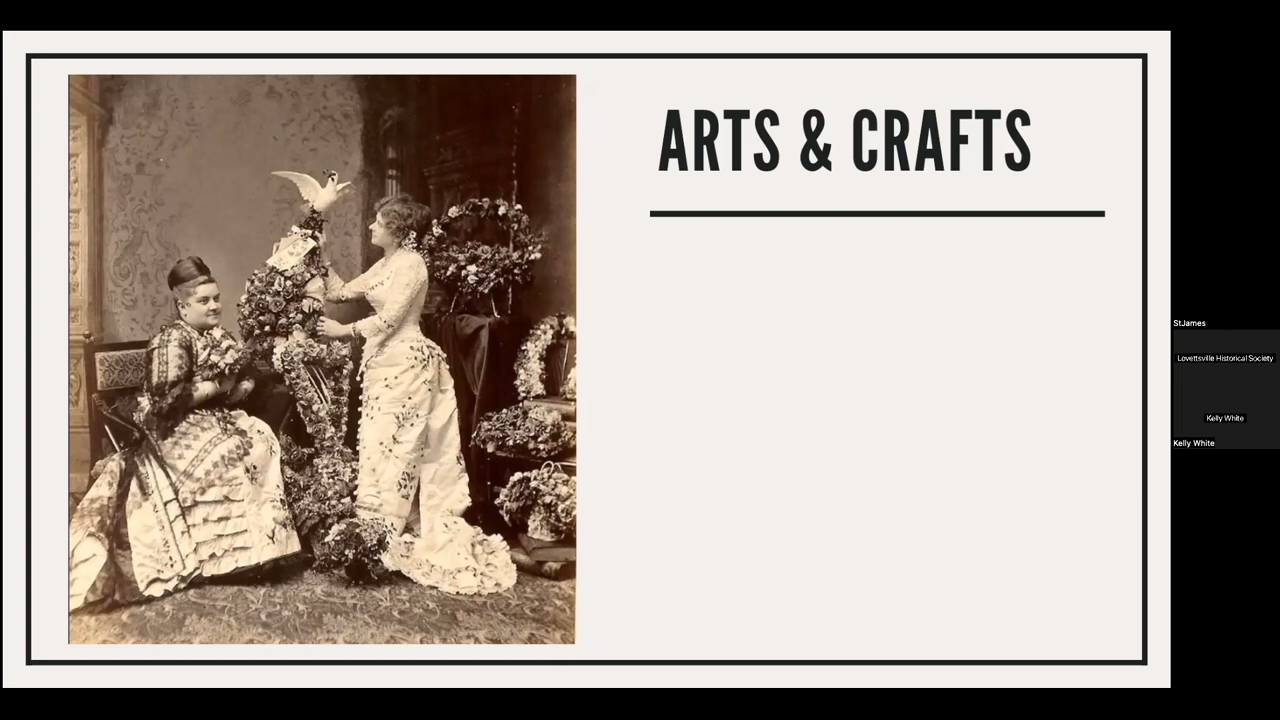 ARTS & CRAFTS
StJames
Lovettsville Historical Society
Kelly White
Kelly White